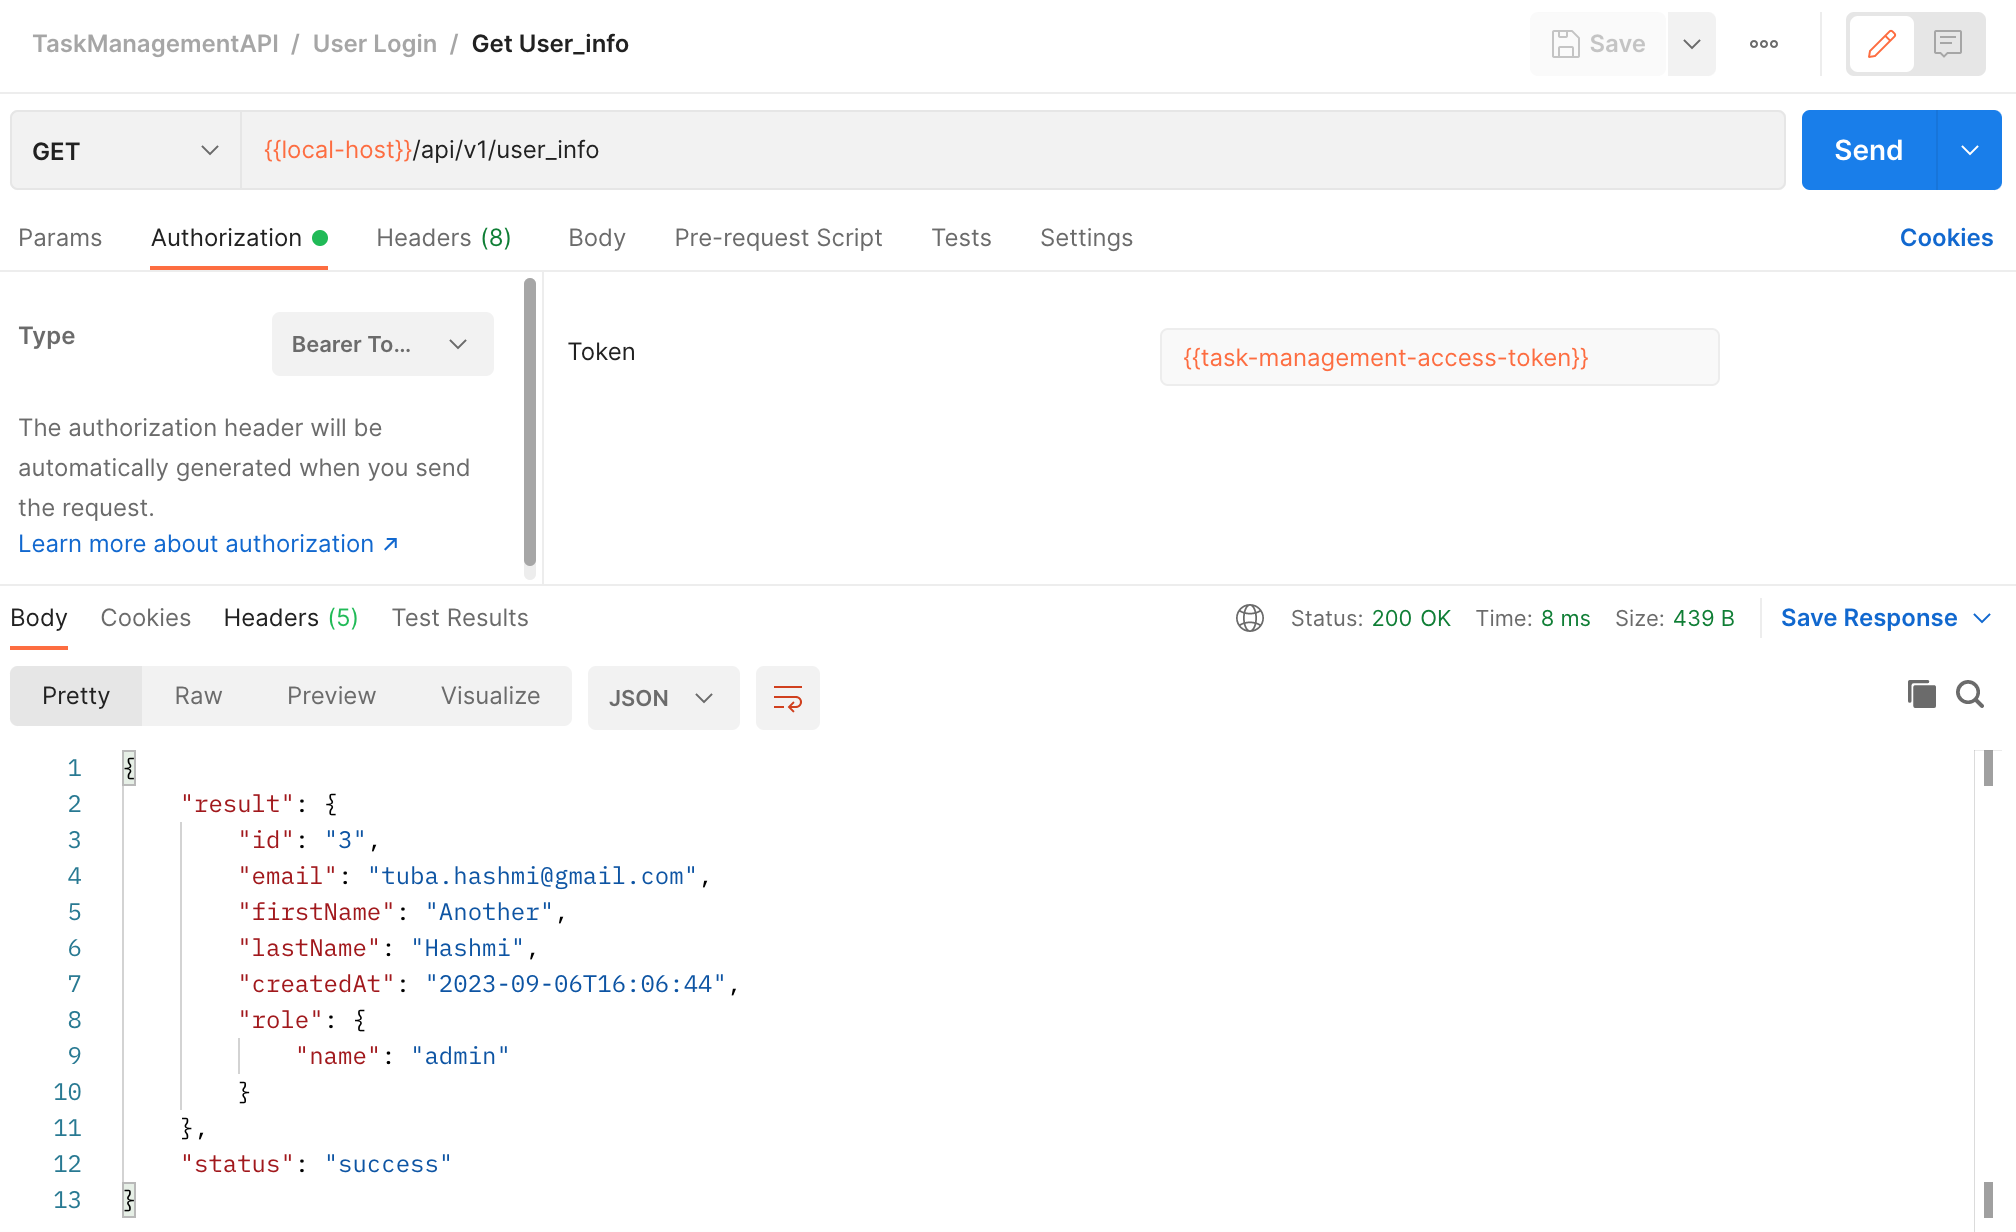 TaskManagementAPI / User Login / Get User_info
Save
GET
{{local-host}}/api/v1/user_info
Send
Params Authorization Headers (8) Body Pre-request Script Tests Settings
Cookies
Type
Bearer To...
The authorization header will be
automatically generated when you send
the request.
Learn more about authorization ↗
Token
{{task-management-access-token}}
Body Cookies Headers (5) Test Results
Status: 200 OK Time: 8 ms Size: 439 B
Save Response
Pretty Raw Preview Visualize JSON
1 {
2 "result": {
3 "id": "3",
4 "email": "tuba.hashmi@gmail.com",
5 "firstName": "Another",
6 "lastName": "Hashmi",
7 "createdAt": "2023-09-06T16:06:44",
8 "role": {
9 "name": "admin"
10 }
11 },
12 "status": "success"
13 }